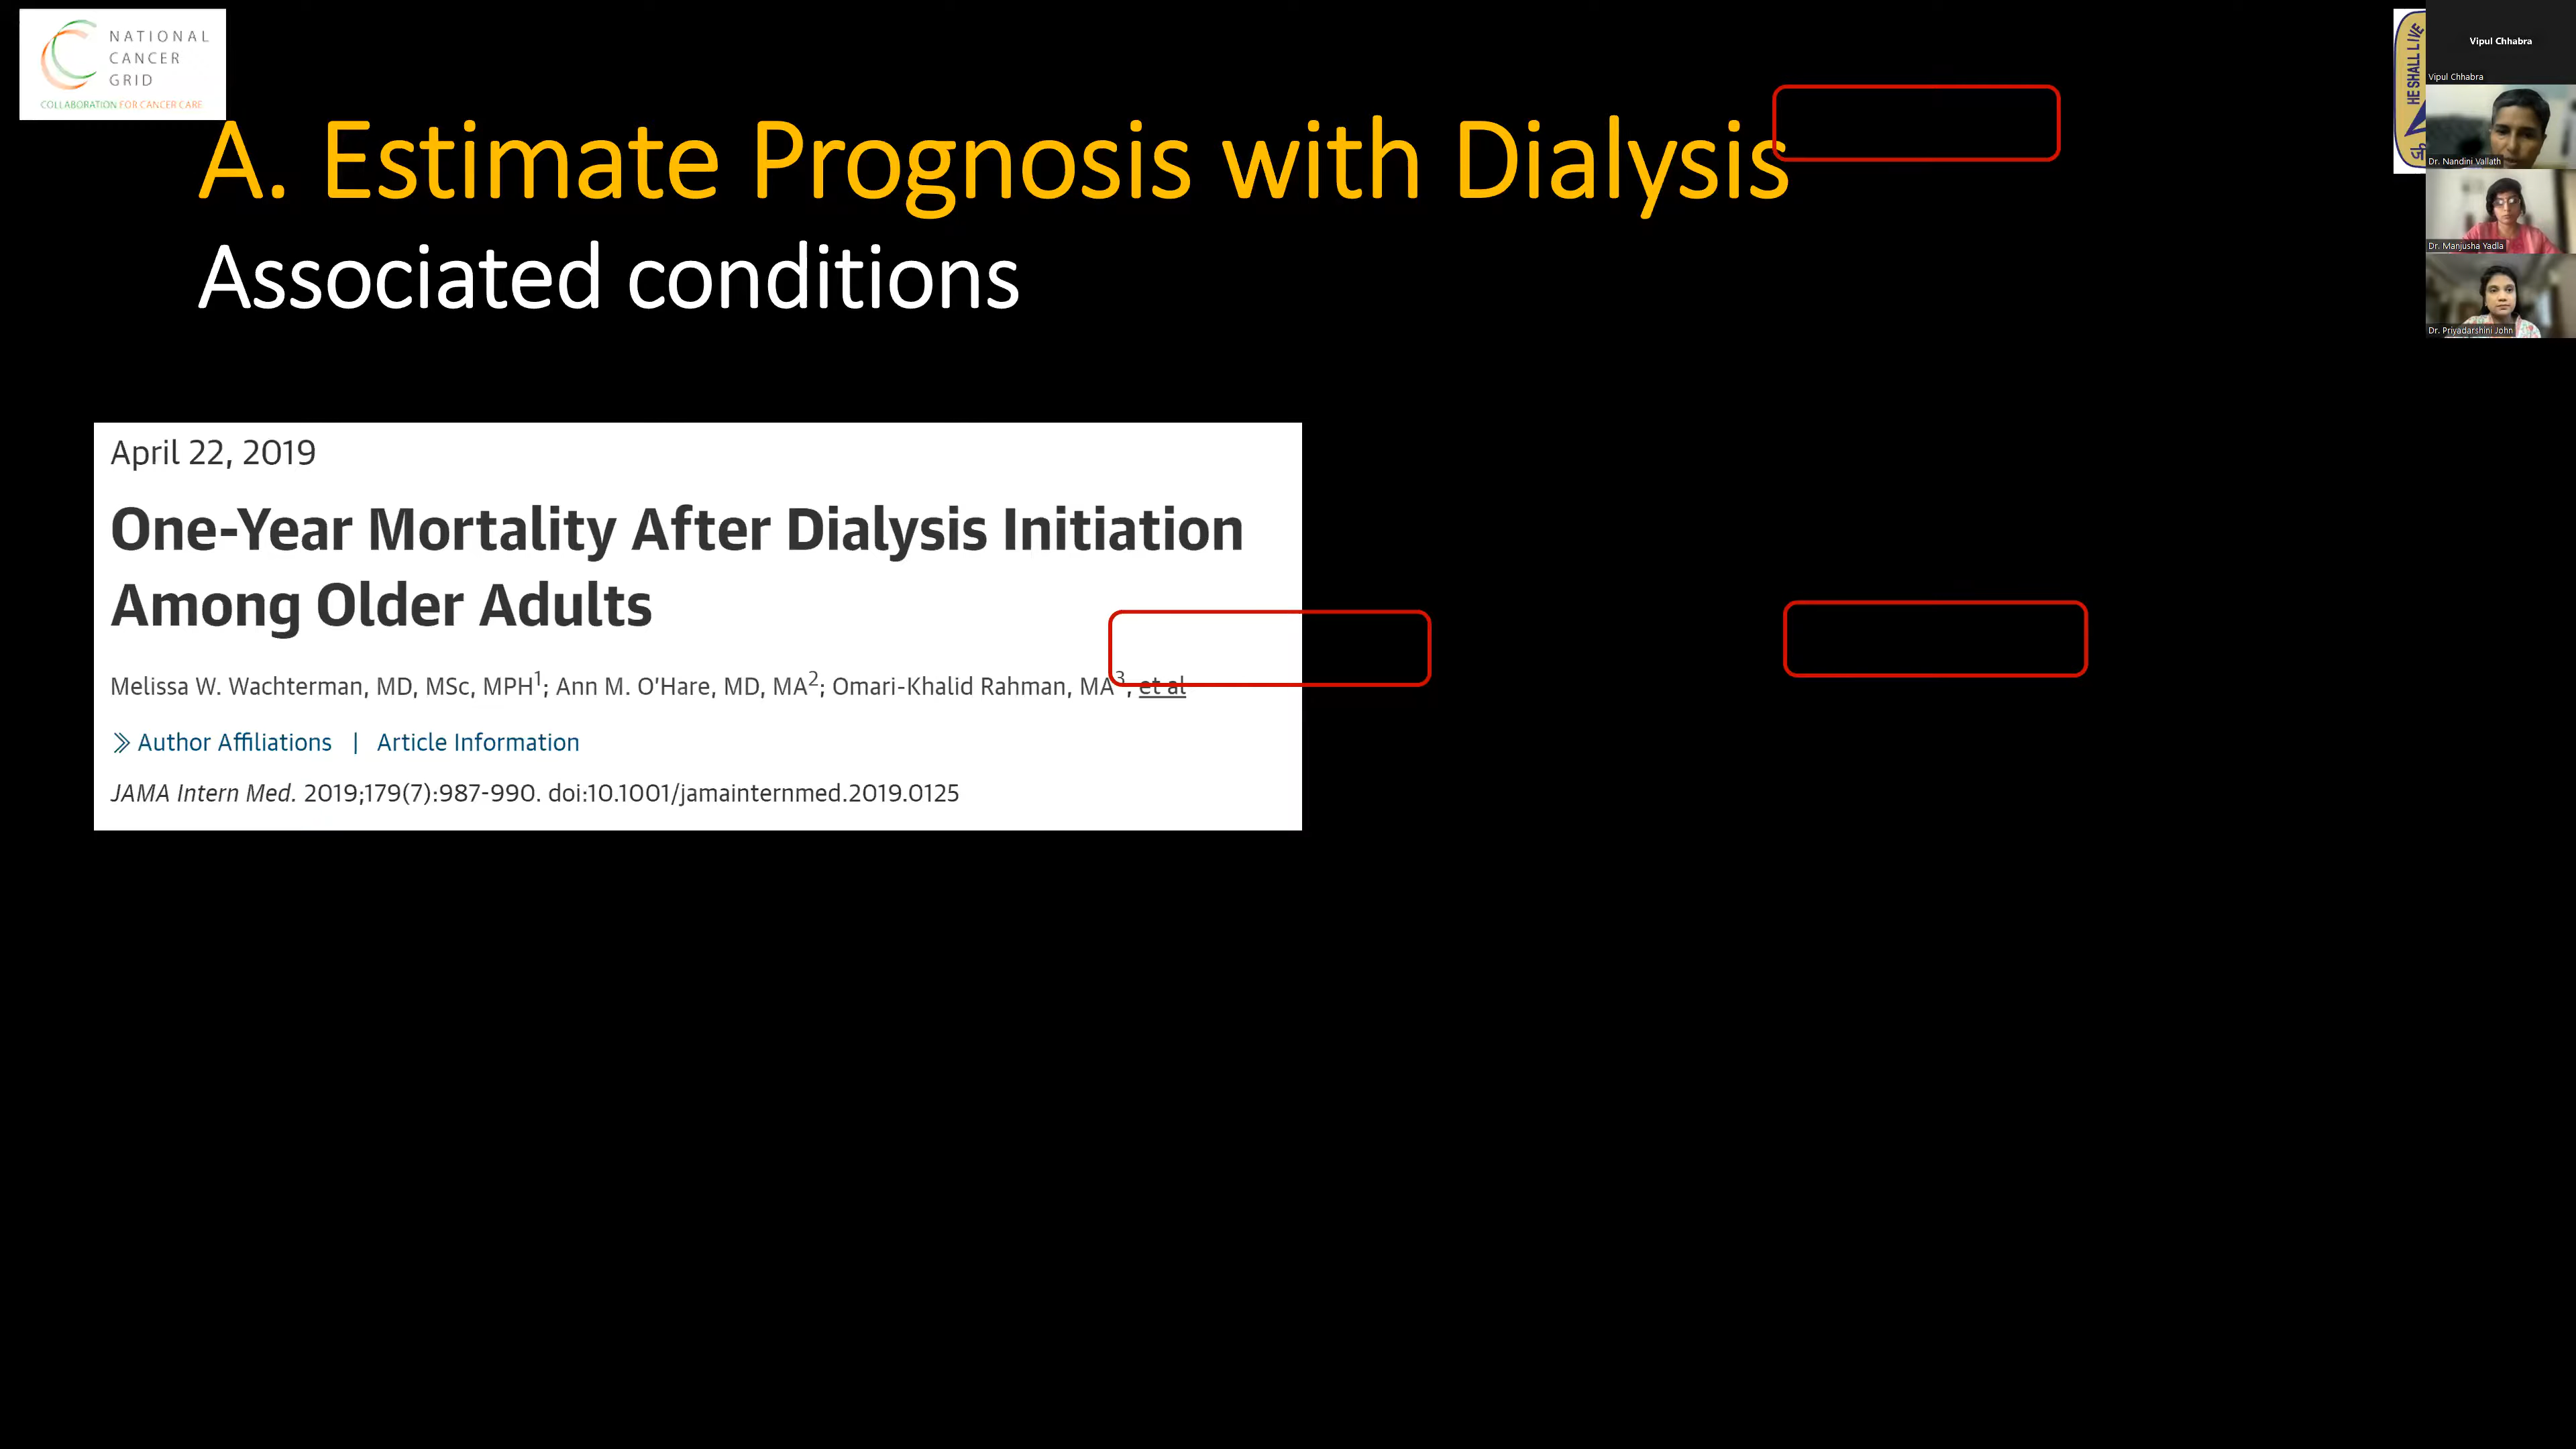 NATIONAL
CANCER
GRID
COLLABORATION FOR CANCER CARE
A. Estimate Prognosis with Dialysis
Associated conditions
April 22, 2019
One-Year Mortality After Dialysis Initiation
Among Older Adults
Melissa W. Wachterman, MD, MSc, MPH1; Ann M. O'Hare, MD, MA2; Omari-Khalid Rahman, MA3; et al
Author Affiliations | Article Information
JAMA Intern Med. 2019;179(7):987-990. doi:10.1001/jamainternmed.2019.0125
HE SHALL LIVE
Vipul Chhabra
Vipul Chhabra
Dr. Nandini Vallath
Dr. Manjusha Yadla
Dr. Priyadarshini John